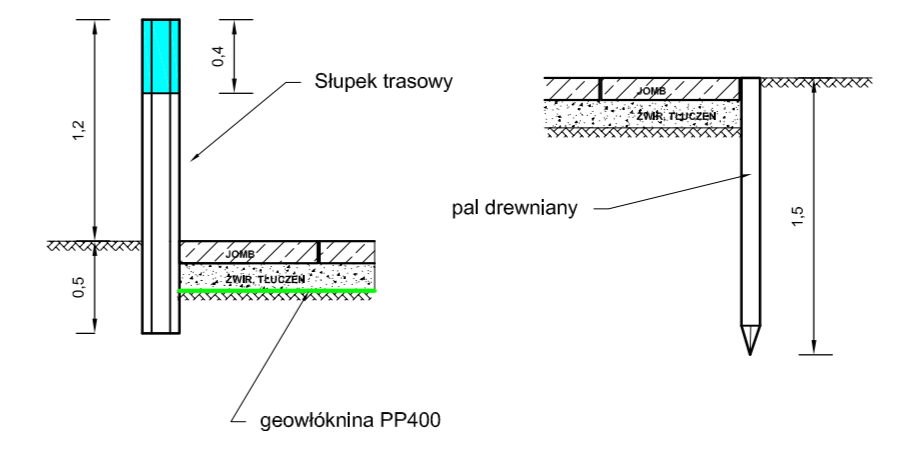 0,4
Słupek trasowy
1,2
JOMB
ŻWIR, TŁUCZEŃ
0,5
geowłóknina PP400
JOMB
ŻWIR, TŁUCZEŃ
pal drewniany
1,5